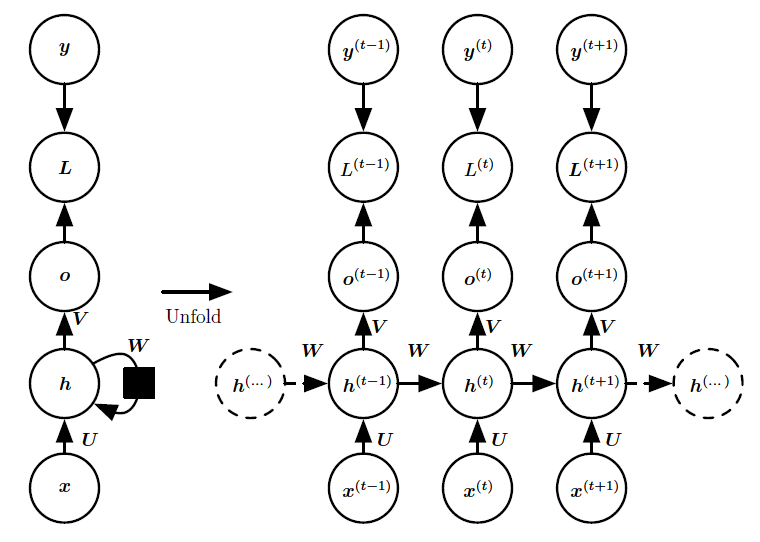 y y^(t−1) y^(t) y^(t+1)
L L^(t−1) L^(t) L^(t+1)
o o^(t−1) o^(t) o^(t+1)
Unfold
V V V V
W W W W W
h h^(...) h^(t−1) h^(t) h^(t+1) h^(...)
U U U U
x x^(t−1) x^(t) x^(t+1)